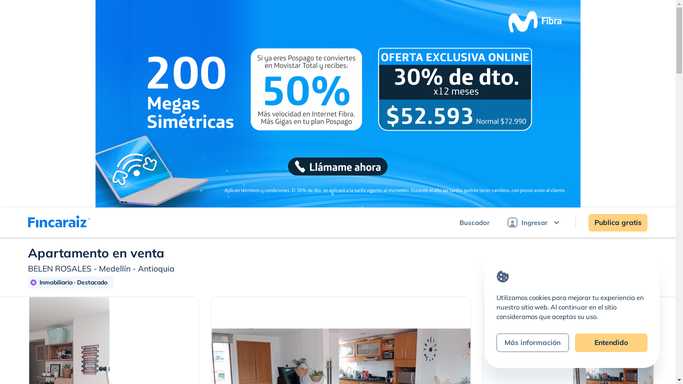 Fibra
200
Megas
Simétricas
Si ya eres Pospago te conviertes
en Movistar Total y recibes:
50%
Más velocidad en Internet Fibra.
Más Gigas en tu plan Pospago
OFERTA EXCLUSIVA ONLINE
30% de dto.
x12 meses
$52.593 Normal $72.990
Llámame ahora
Fincaraiz
Buscador
Ingresar
Publica gratis
Apartamento en venta
BELEN ROSALES - Medellín - Antioquia
Inmobiliaria · Destacado
Utilizamos cookies para mejorar tu experiencia en
nuestro sitio web. Al continuar en el sitio
consideramos que aceptas su uso.
Más información
Entendido